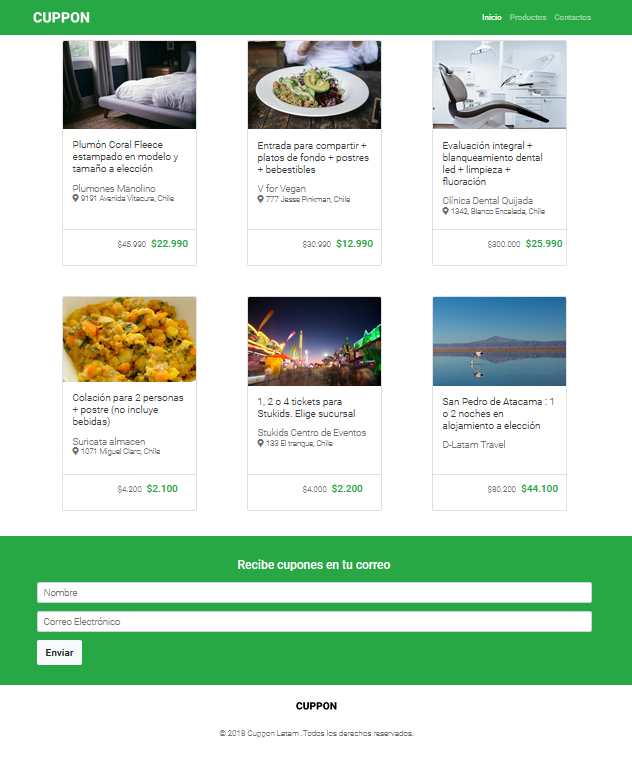 CUPPON
Inicio Productos Contactos
Plumón Coral Fleece
estampado en modelo y
tamaño a elección
Plumones Manolino
9191 Avenida Vitacura, Chile
$45.990 $22.990
Entrada para compartir +
platos de fondo + postres
+ bebestibles
V for Vegan
777 Jesse Pinkman, Chile
$30.990 $12.990
Evaluación integral +
blanqueamiento dental
led + limpieza +
fluoración
Clínica Dental Quijada
1342, Blanco Encalada, Chile
$300.000 $25.990
Colación para 2 personas
+ postre (no incluye
bebidas)
Suricata almacen
1071 Miguel Claro, Chile
$4.200 $2.100
1, 2 o 4 tickets para
Stukids. Elige sucursal
Stukids Centro de Eventos
133 El tranque, Chile
$4.000 $2.200
San Pedro de Atacama : 1
o 2 noches en
alojamiento a elección
D-Latam Travel
$90.200 $44.100
Recibe cupones en tu correo
Nombre
Correo Electrónico
Enviar
CUPPON
© 2018 Cuppon Latam .Todos los derechos reservados.